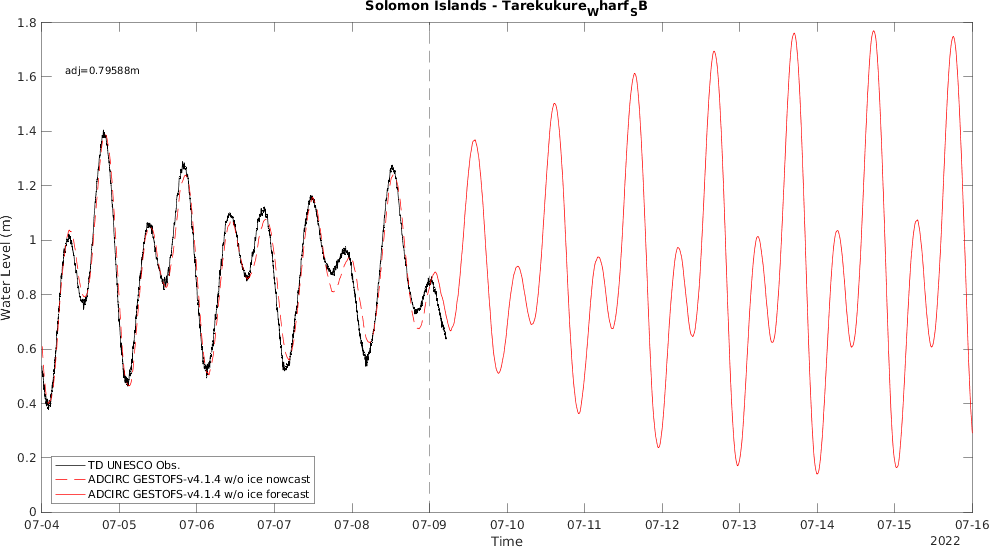 Solomon Islands - TarekukureWharfSB
adj=0.79588m
Water Level (m)
1.8
1.6
1.4
1.2
1
0.8
0.6
0.4
0.2
0
TD UNESCO Obs.
ADCIRC GESTOFS-v4.1.4 w/o ice nowcast
ADCIRC GESTOFS-v4.1.4 w/o ice forecast
07-04 07-05 07-06 07-07 07-08 07-09 07-10 07-11 07-12 07-13 07-14 07-15 07-16
Time
2022